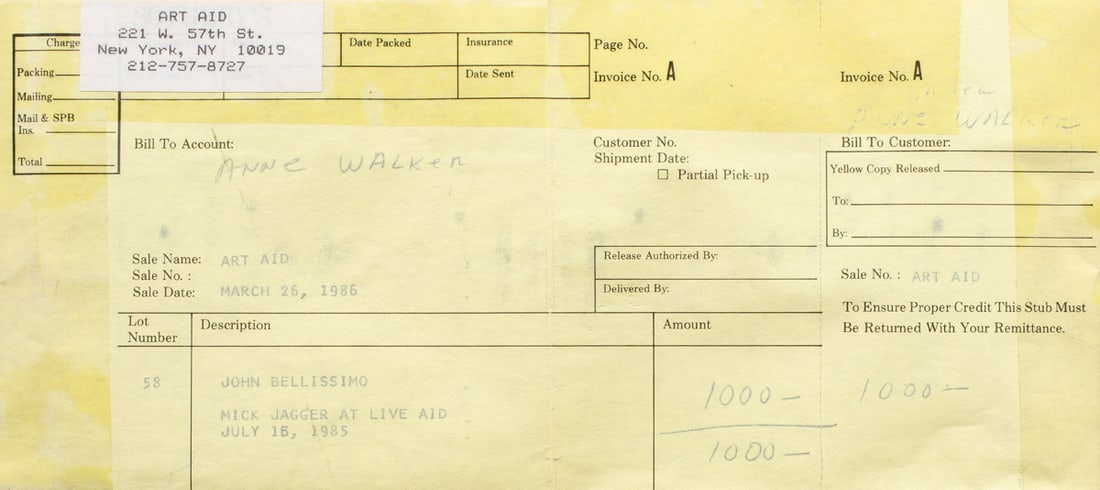 ART AID
221 W. 57th St.
New York, NY 10019
212-757-8727
Charge
Packing
Mailing
Mail & SPB
Ins.
Total
Date Packed
Insurance
Date Sent
Page No.
Invoice No. A
Invoice No. A
ANNE WALKER
Bill To Account:
ANNE WALKER
Customer No.
Shipment Date:
☐ Partial Pick-up
Bill To Customer:
Yellow Copy Released
To:
By:
Sale Name: ART AID
Sale No. :
Sale Date: MARCH 26, 1986
Release Authorized By:
Delivered By:
Sale No. : ART AID
To Ensure Proper Credit This Stub Must
Be Returned With Your Remittance.
Lot
Number
Description
Amount
58
JOHN BELLISSIMO
MICK JAGGER AT LIVE AID
JULY , 1985
1000 —
1000 —
1000 —